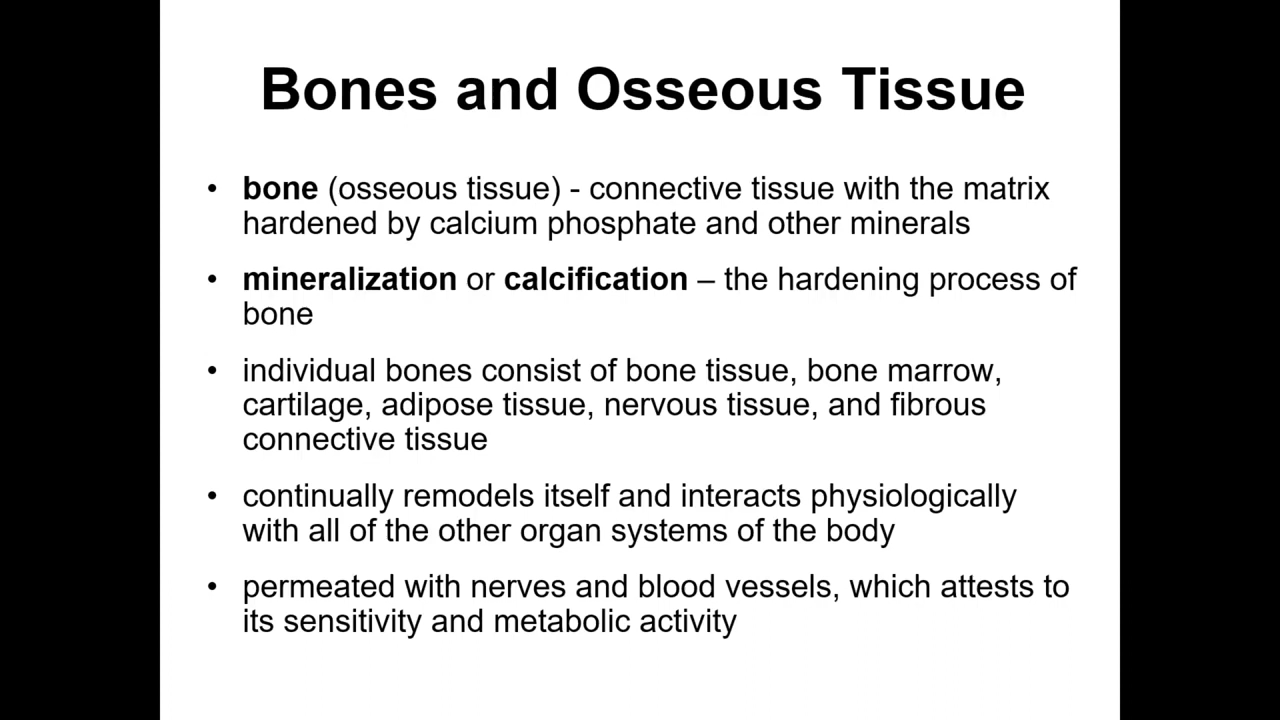 Bones and Osseous Tissue
• bone (osseous tissue) - connective tissue with the matrix
hardened by calcium phosphate and other minerals
• mineralization or calcification – the hardening process of
bone
• individual bones consist of bone tissue, bone marrow,
cartilage, adipose tissue, nervous tissue, and fibrous
connective tissue
• continually remodels itself and interacts physiologically
with all of the other organ systems of the body
• permeated with nerves and blood vessels, which attests to
its sensitivity and metabolic activity